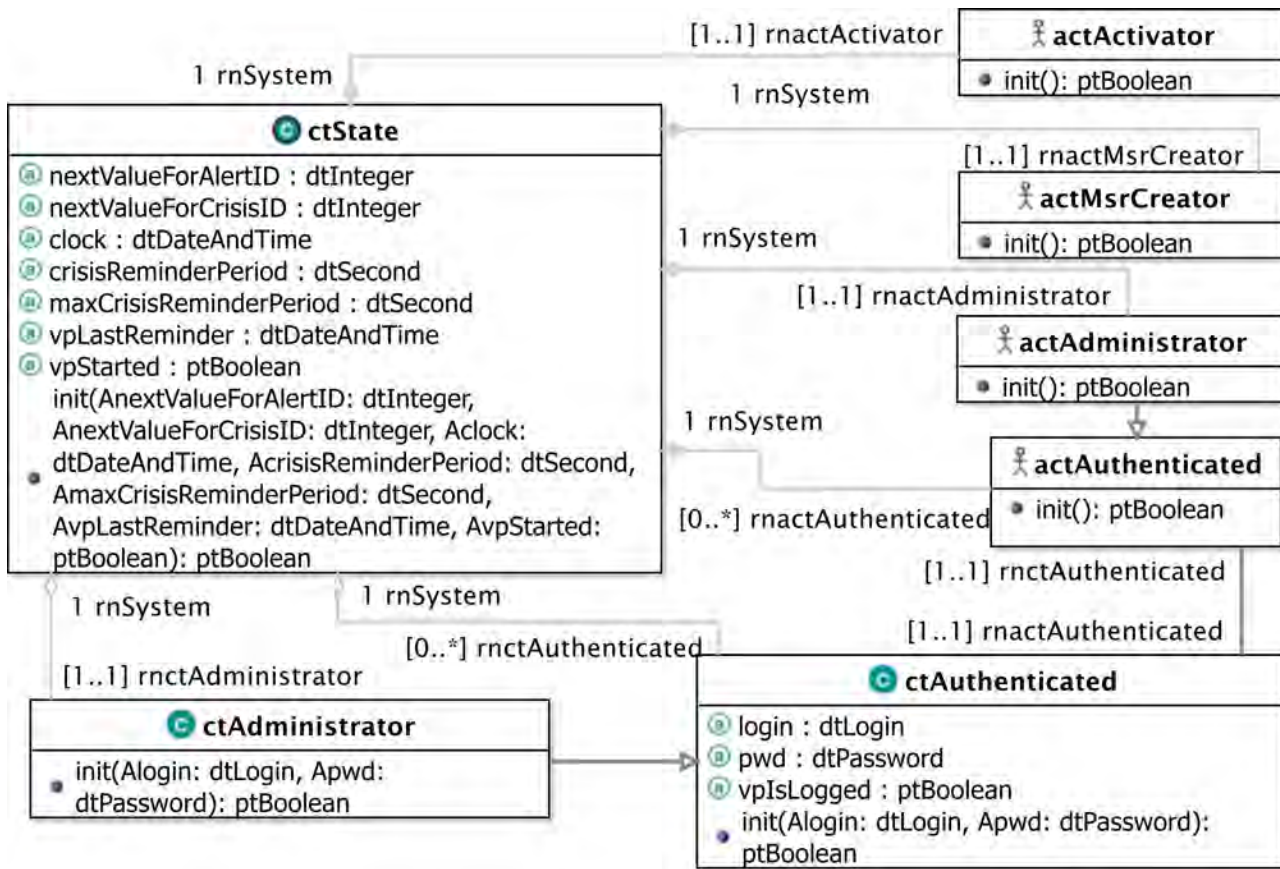 [1..1] rnactActivator
actActivator
init(): ptBoolean
1 rnSystem
1 rnSystem
ctState
nextValueForAlertID : dtInteger
nextValueForCrisisID : dtInteger
clock : dtDateAndTime
crisisReminderPeriod : dtSecond
maxCrisisReminderPeriod : dtSecond
vpLastReminder : dtDateAndTime
vpStarted : ptBoolean
init(AnextValueForAlertID: dtInteger,
AnextValueForCrisisID: dtInteger, Aclock:
dtDateAndTime, AcrisisReminderPeriod: dtSecond,
AmaxCrisisReminderPeriod: dtSecond,
AvpLastReminder: dtDateAndTime, AvpStarted:
ptBoolean): ptBoolean
[1..1] rnactMsrCreator
actMsrCreator
init(): ptBoolean
1 rnSystem
[1..1] rnactAdministrator
actAdministrator
init(): ptBoolean
1 rnSystem
actAuthenticated
init(): ptBoolean
[0..*] rnactAuthenticated
[1..1] rnctAuthenticated
1 rnSystem
1 rnSystem
[0..*] rnctAuthenticated
[1..1] rnactAuthenticated
[1..1] rnctAdministrator
ctAdministrator
init(Alogin: dtLogin, Apwd:
dtPassword): ptBoolean
ctAuthenticated
login : dtLogin
pwd : dtPassword
vpIsLogged : ptBoolean
init(Alogin: dtLogin, Apwd: dtPassword):
ptBoolean